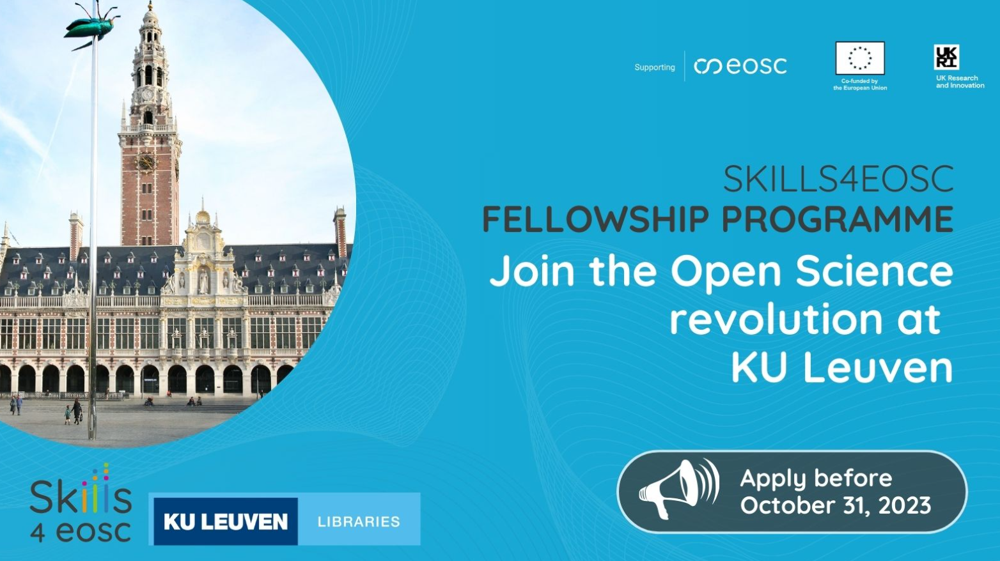 Supporting
eosc
Co-funded by
the European Union
UK
RI
UK Research
and Innovation
SKILLS4EOSC
FELLOWSHIP PROGRAMME
Join the Open Science
revolution at
KU Leuven
Apply before
October 31, 2023
Skills
4 eosc
KU LEUVEN
LIBRARIES